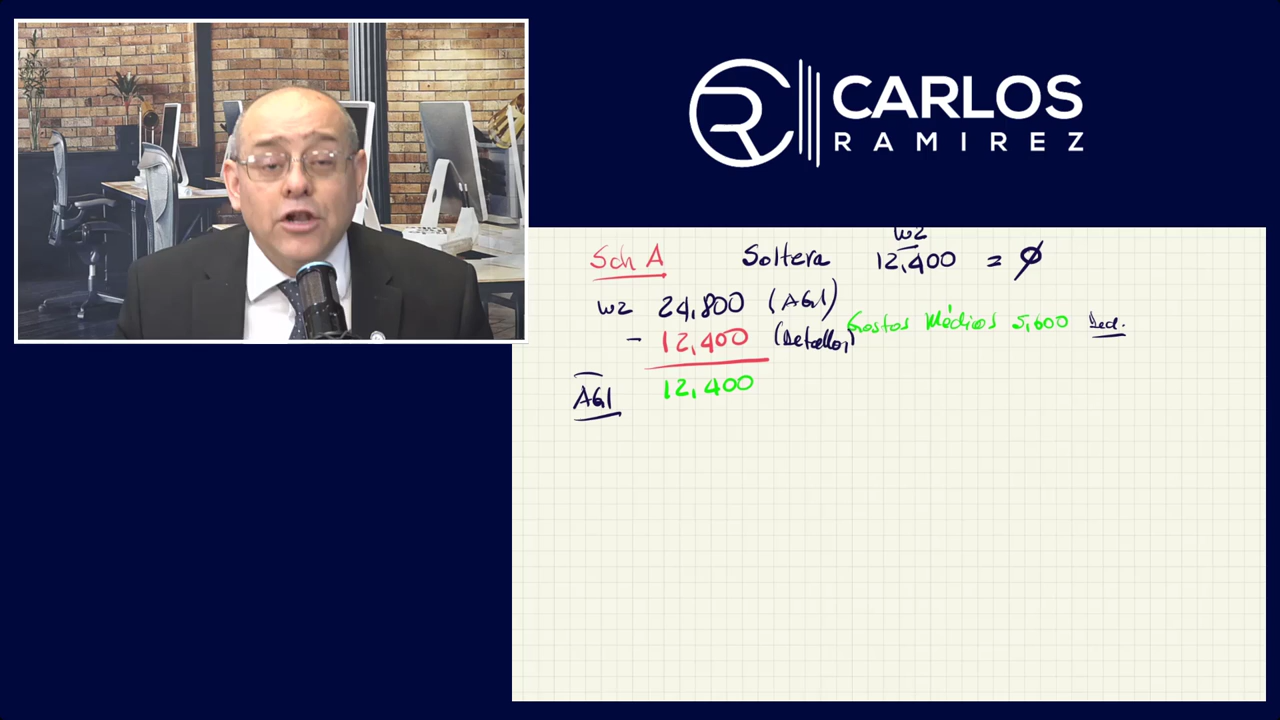 CARLOS
RAMIREZ
W2
Sch A Soltera 12,400 = ∅
W2 24,800 (AGI)
Gastos Médicos 5,600 Ded.
- 12,400
12,400
AGI